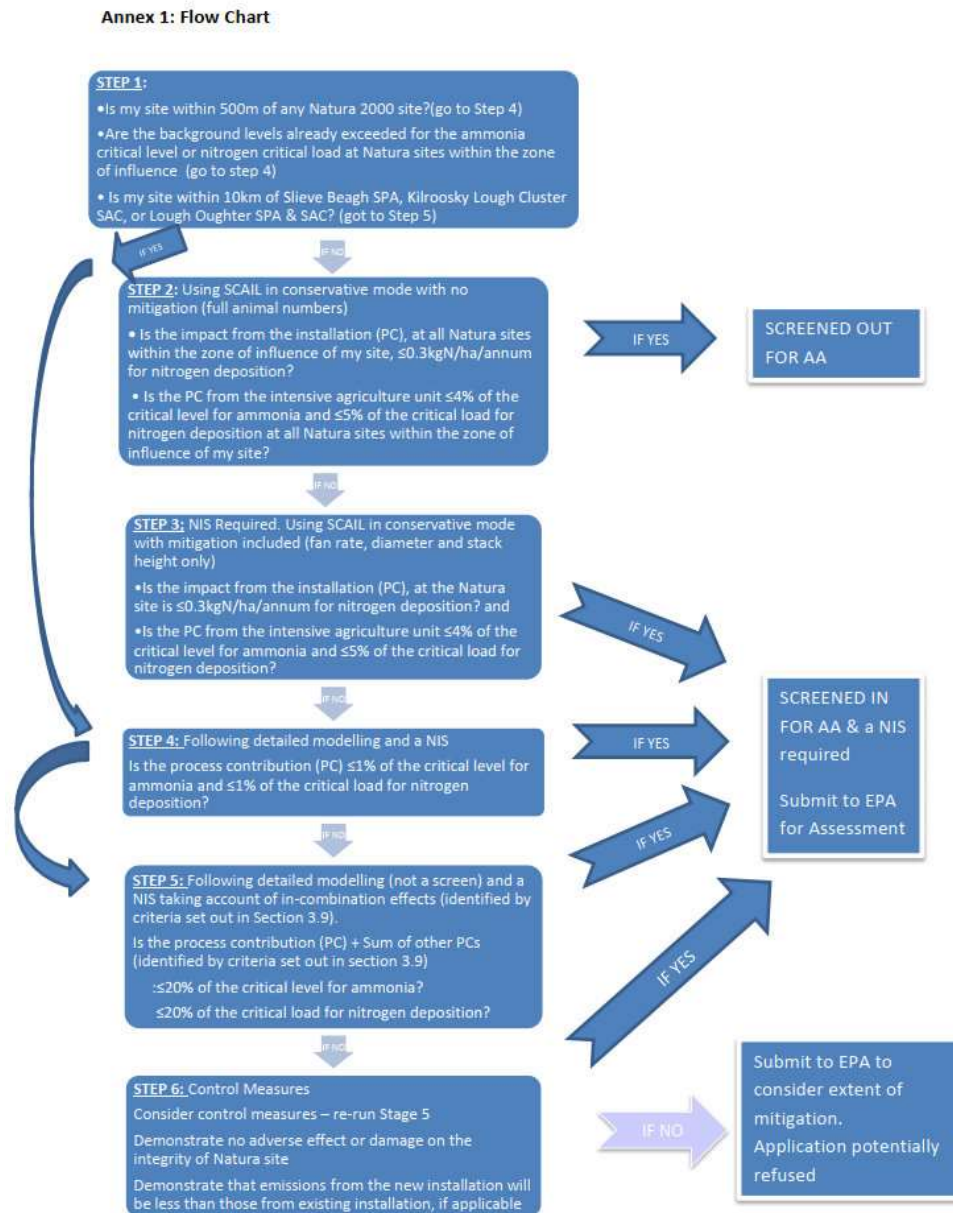 Annex 1: Flow Chart
STEP 1:
•Is my site within 500m of any Natura 2000 site?(go to Step 4)
•Are the background levels already exceeded for the ammonia
critical level or nitrogen critical load at Natura sites within the zone
of influence (go to step 4)
• Is my site within 10km of Slieve Beagh SPA, Kilroosky Lough Cluster
SAC, or Lough Oughter SPA & SAC? (got to Step 5)
IF YES
IF NO
STEP 2: Using SCAIL in conservative mode with no
mitigation (full animal numbers)
• Is the impact from the installation (PC), at all Natura sites
within the zone of influence of my site, ≤0.3kgN/ha/annum
for nitrogen deposition?
• Is the PC from the intensive agriculture unit ≤4% of the
critical level for ammonia and ≤5% of the critical load for
nitrogen deposition at all Natura sites within the zone of
influence of my site?
IF YES
SCREENED OUT
FOR AA
IF NO
STEP 3; NIS Required. Using SCAIL in conservative mode
with mitigation included (fan rate, diameter and stack
height only)
•Is the impact from the installation (PC), at the Natura
site is ≤0.3kgN/ha/annum for nitrogen deposition? and
•Is the PC from the intensive agriculture unit ≤4% of the
critical level for ammonia and ≤5% of the critical load for
nitrogen deposition?
IF YES
IF NO
STEP 4: Following detailed modelling and a NIS
Is the process contribution (PC) ≤1% of the critical level for
ammonia and ≤1% of the critical load for nitrogen
deposition?
IF YES
SCREENED IN
FOR AA & a NIS
required
Submit to EPA
for Assessment
IF NO
STEP 5: Following detailed modelling (not a screen) and a
NIS taking account of in-combination effects (identified by
criteria set out in Section 3.9).
Is the process contribution (PC) + Sum of other PCs
(identified by criteria set out in section 3.9)
:≤20% of the critical level for ammonia?
≤20% of the critical load for nitrogen deposition?
IF YES
IF NO
STEP 6: Control Measures
Consider control measures – re-run Stage 5
Demonstrate no adverse effect or damage on the
integrity of Natura site
Demonstrate that emissions from the new installation will
be less than those from existing installation, if applicable
IF YES
IF NO
Submit to EPA to
consider extent of
mitigation.
Application potentially
refused